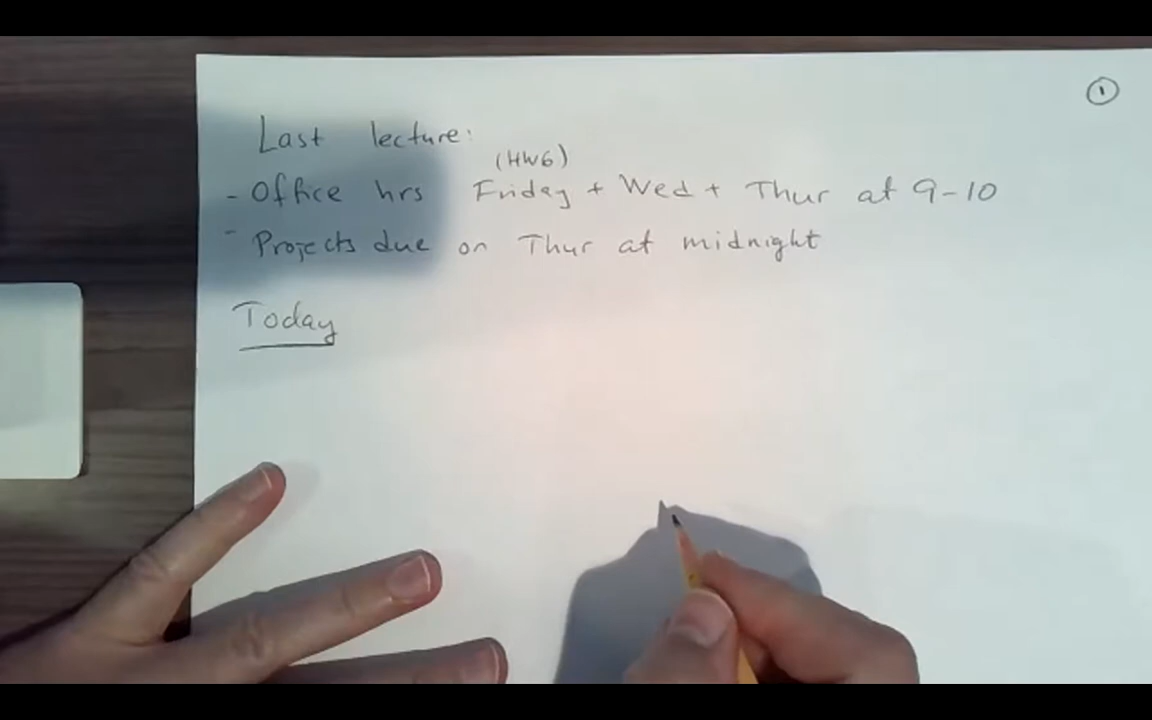 1
Last lecture:
(HW6)
- Office hrs Friday + Wed + Thur at 9-10
- Projects due on Thur at midnight
Today